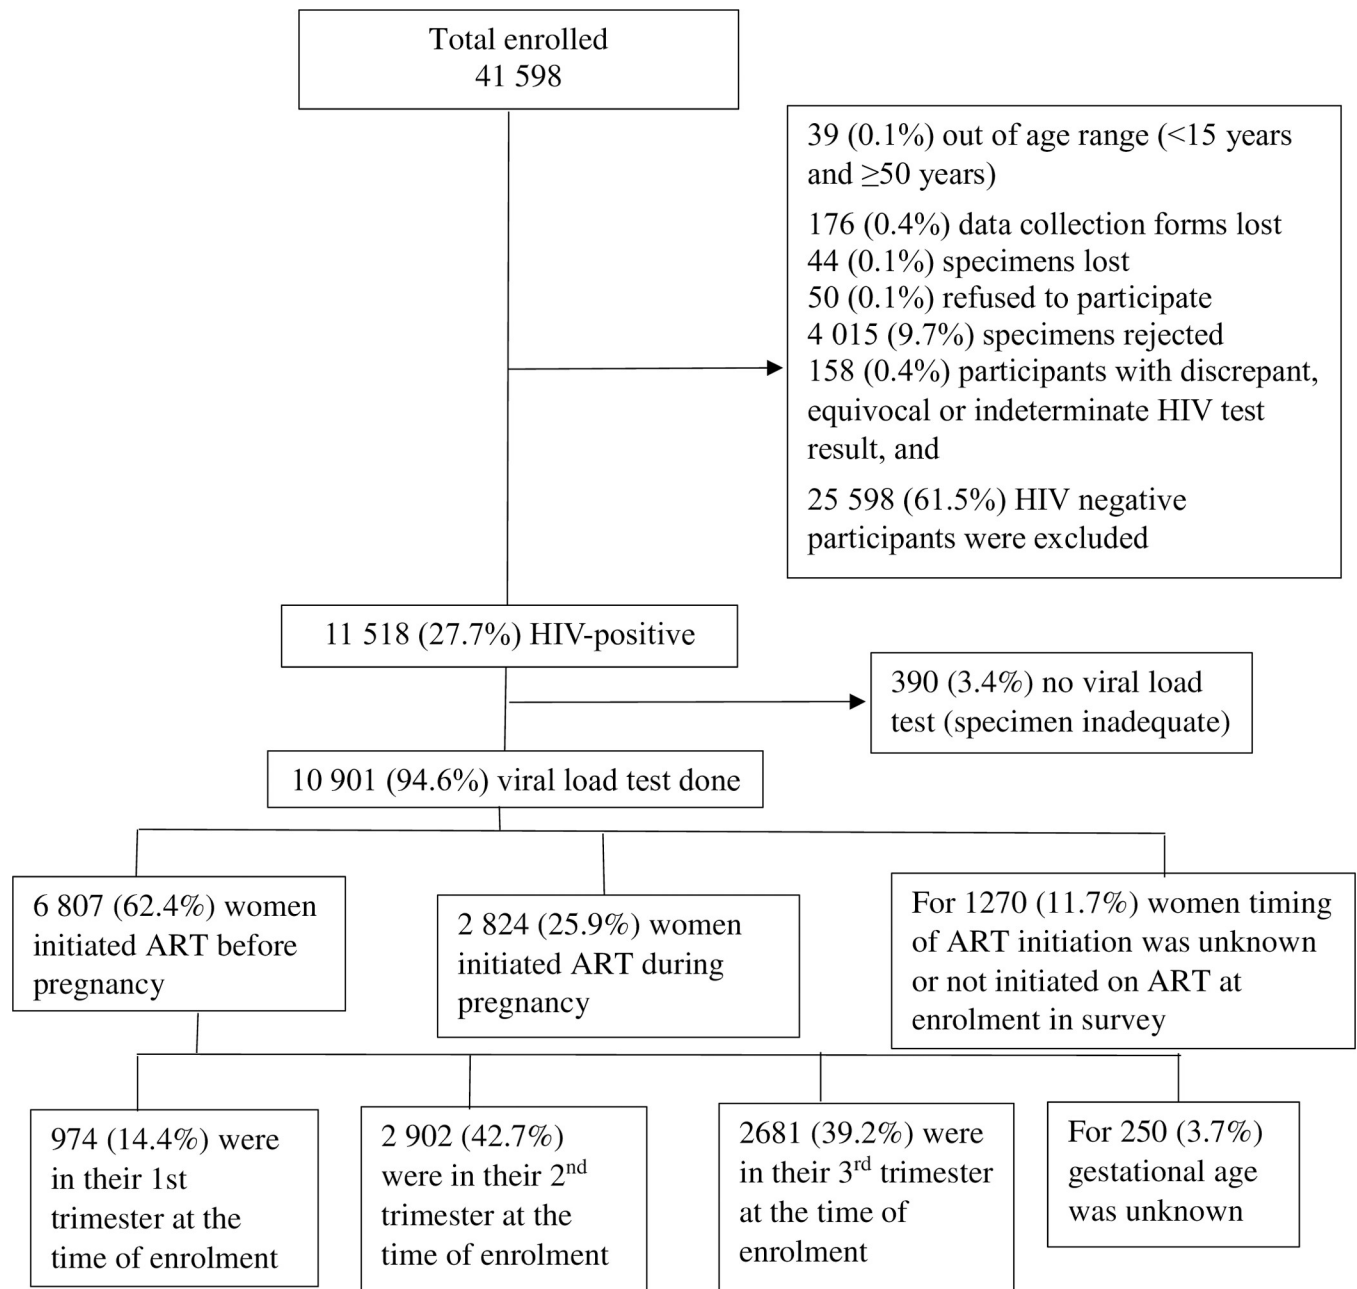 Total enrolled
41 598
39 (0.1%) out of age range (<15 years
and ≥50 years)
176 (0.4%) data collection forms lost
44 (0.1%) specimens lost
50 (0.1%) refused to participate
4 015 (9.7%) specimens rejected
158 (0.4%) participants with discrepant,
equivocal or indeterminate HIV test
result, and
25 598 (61.5%) HIV negative
participants were excluded
11 518 (27.7%) HIV-positive
390 (3.4%) no viral load
test (specimen inadequate)
10 901 (94.6%) viral load test done
6 807 (62.4%) women
initiated ART before
pregnancy
2 824 (25.9%) women
initiated ART during
pregnancy
For 1270 (11.7%) women timing
of ART initiation was unknown
or not initiated on ART at
enrolment in survey
974 (14.4%) were
in their 1st
trimester at the
time of enrolment
2 902 (42.7%)
were in their 2nd
trimester at the
time of enrolment
2681 (39.2%) were
in their 3rd trimester
at the time of
enrolment
For 250 (3.7%)
gestational age
was unknown